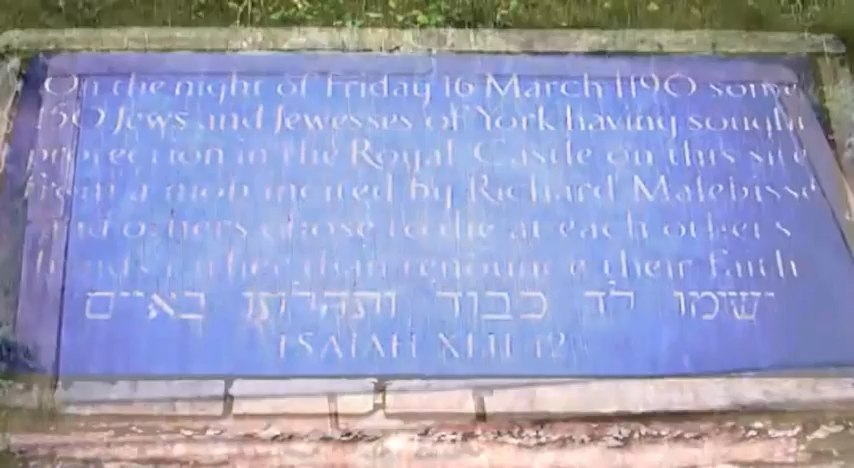 On the night of Friday 16 March 1190 some
150 Jews and Jewesses of York having sought
protection in the Royal Castle on this site
from a mob incited by Richard Malebisse
and others chose to die at each other's
hands rather than renounce their faith
ישימו לד כבוד ותהלתו באיים
ISAIAH XLII 12